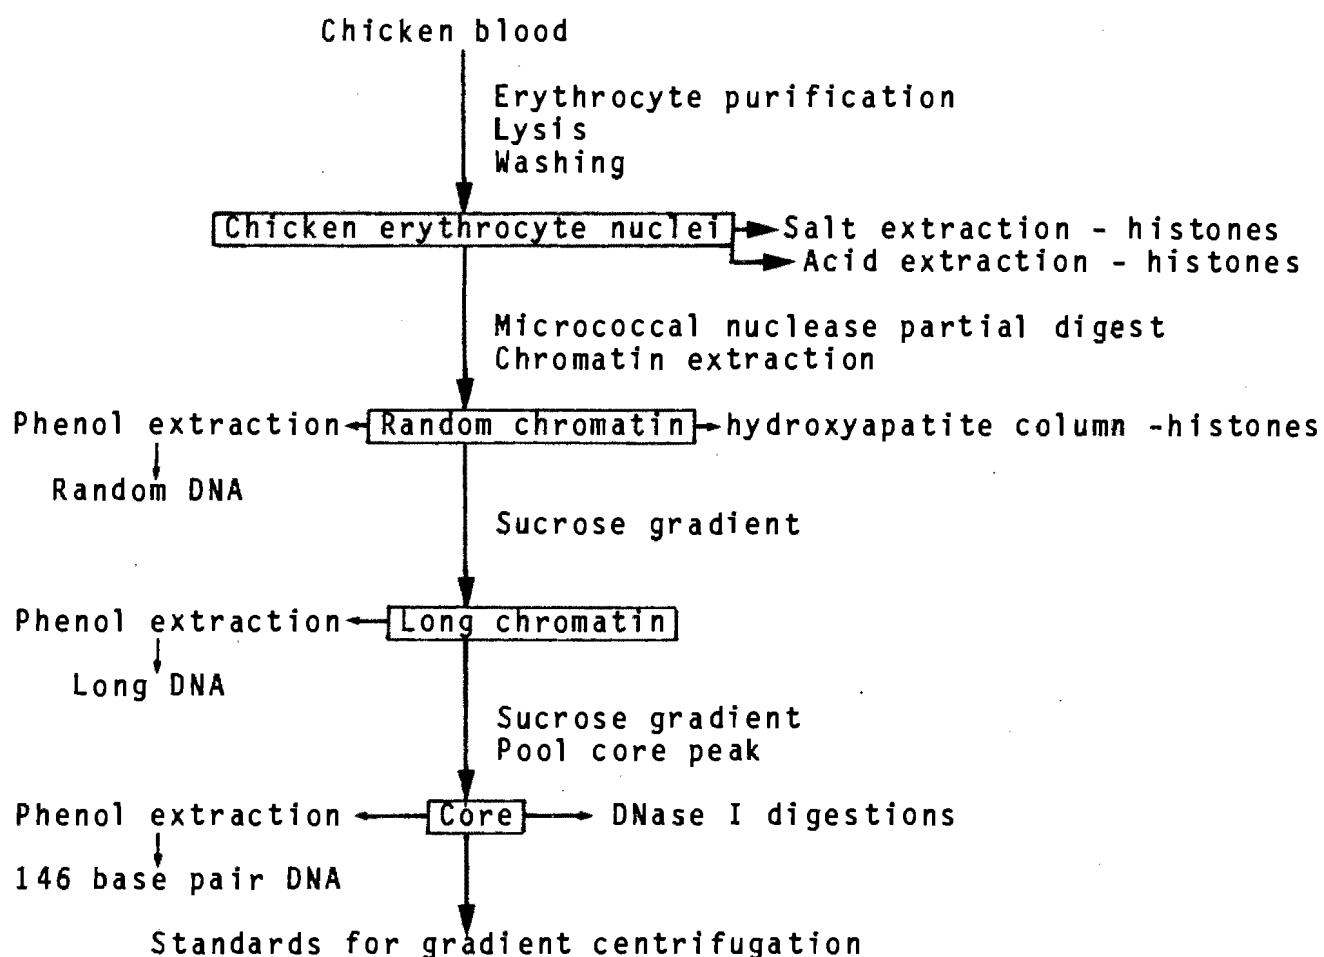 Chicken blood
Erythrocyte purification
Lysis
Washing
Chicken erythrocyte nuclei
Salt extraction - histones
Acid extraction - histones
Micrococcal nuclease partial digest
Chromatin extraction
Phenol extraction
Random chromatin
hydroxyapatite column -histones
Random DNA
Sucrose gradient
Phenol extraction
Long chromatin
Long DNA
Sucrose gradient
Pool core peak
Phenol extraction
Core
DNase I digestions
146 base pair DNA
Standards for gradient centrifugation